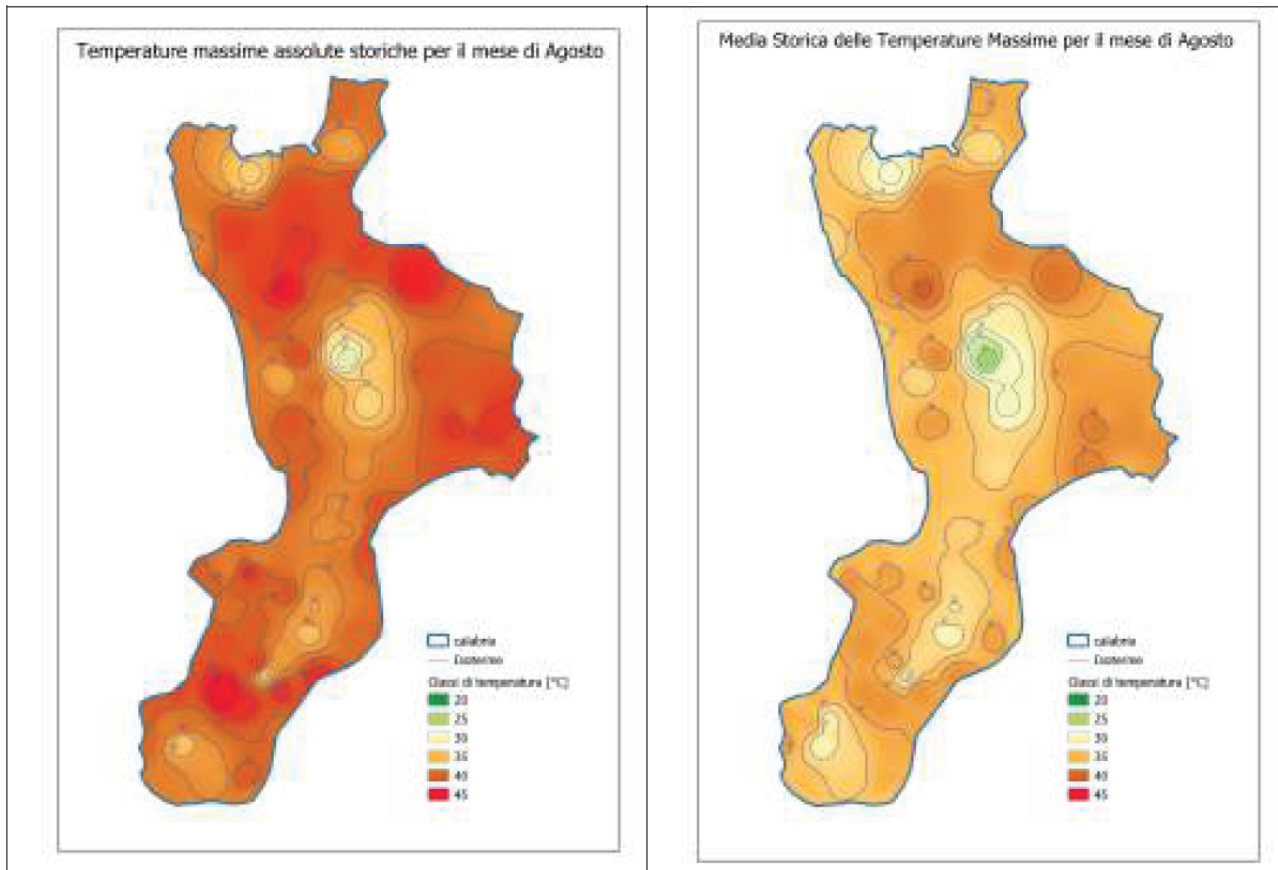 Temperature massime assolute storiche per il mese di Agosto
calabria
Isoterme
Classi di temperatura [°C]
20
25
30
35
40
45
Media Storica delle Temperature Massime per il mese di Agosto
calabria
Isoterme
Classi di temperatura [°C]
20
25
30
35
40
45